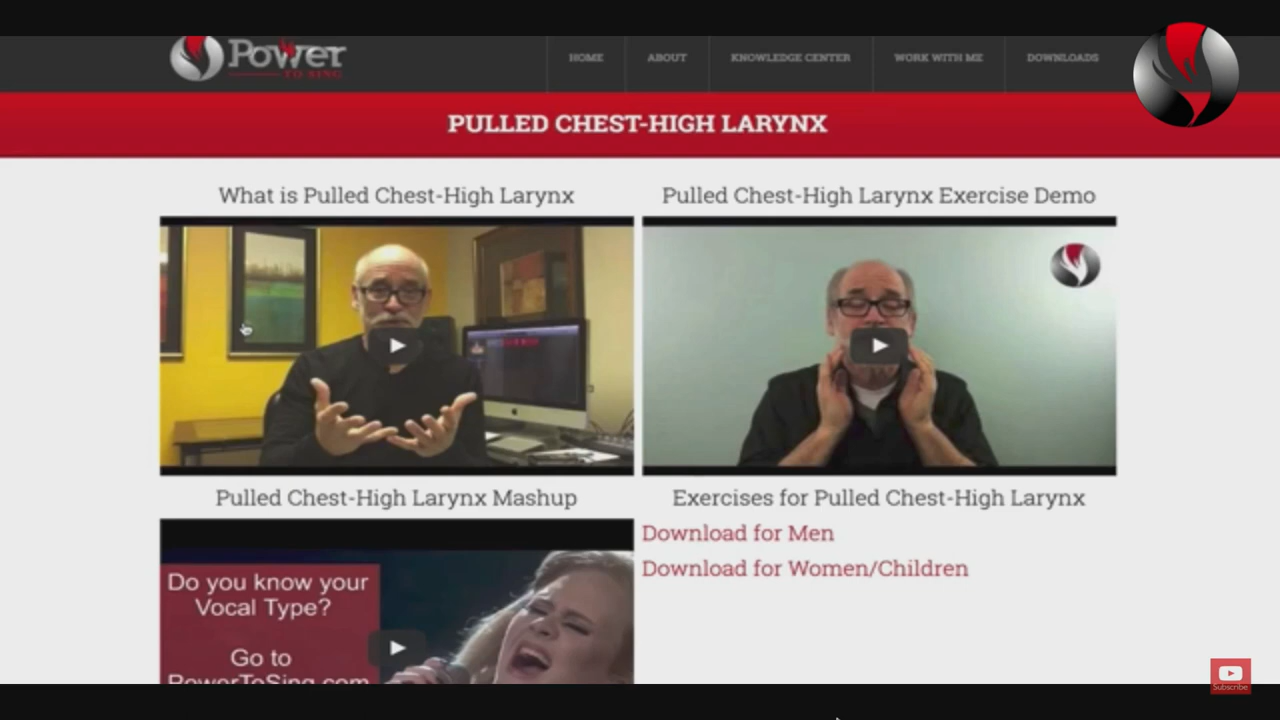 Power
TO SING
HOME
ABOUT
KNOWLEDGE CENTER
WORK WITH ME
DOWNLOADS
PULLED CHEST-HIGH LARYNX
What is Pulled Chest-High Larynx
Pulled Chest-High Larynx Exercise Demo
Pulled Chest-High Larynx Mashup
Exercises for Pulled Chest-High Larynx
Download for Men
Download for Women/Children
Do you know your
Vocal Type?
Go to
PowerToSing.com
Subscribe